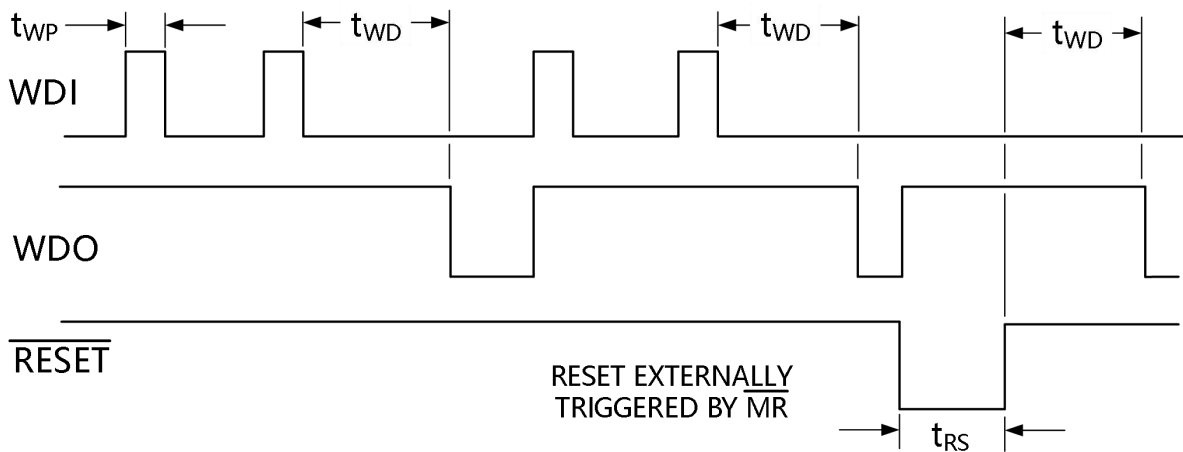 tWP
tWD
tWD
tWD
WDI
WDO
RESET
RESET EXTERNALLY
TRIGGERED BY MR
tRS